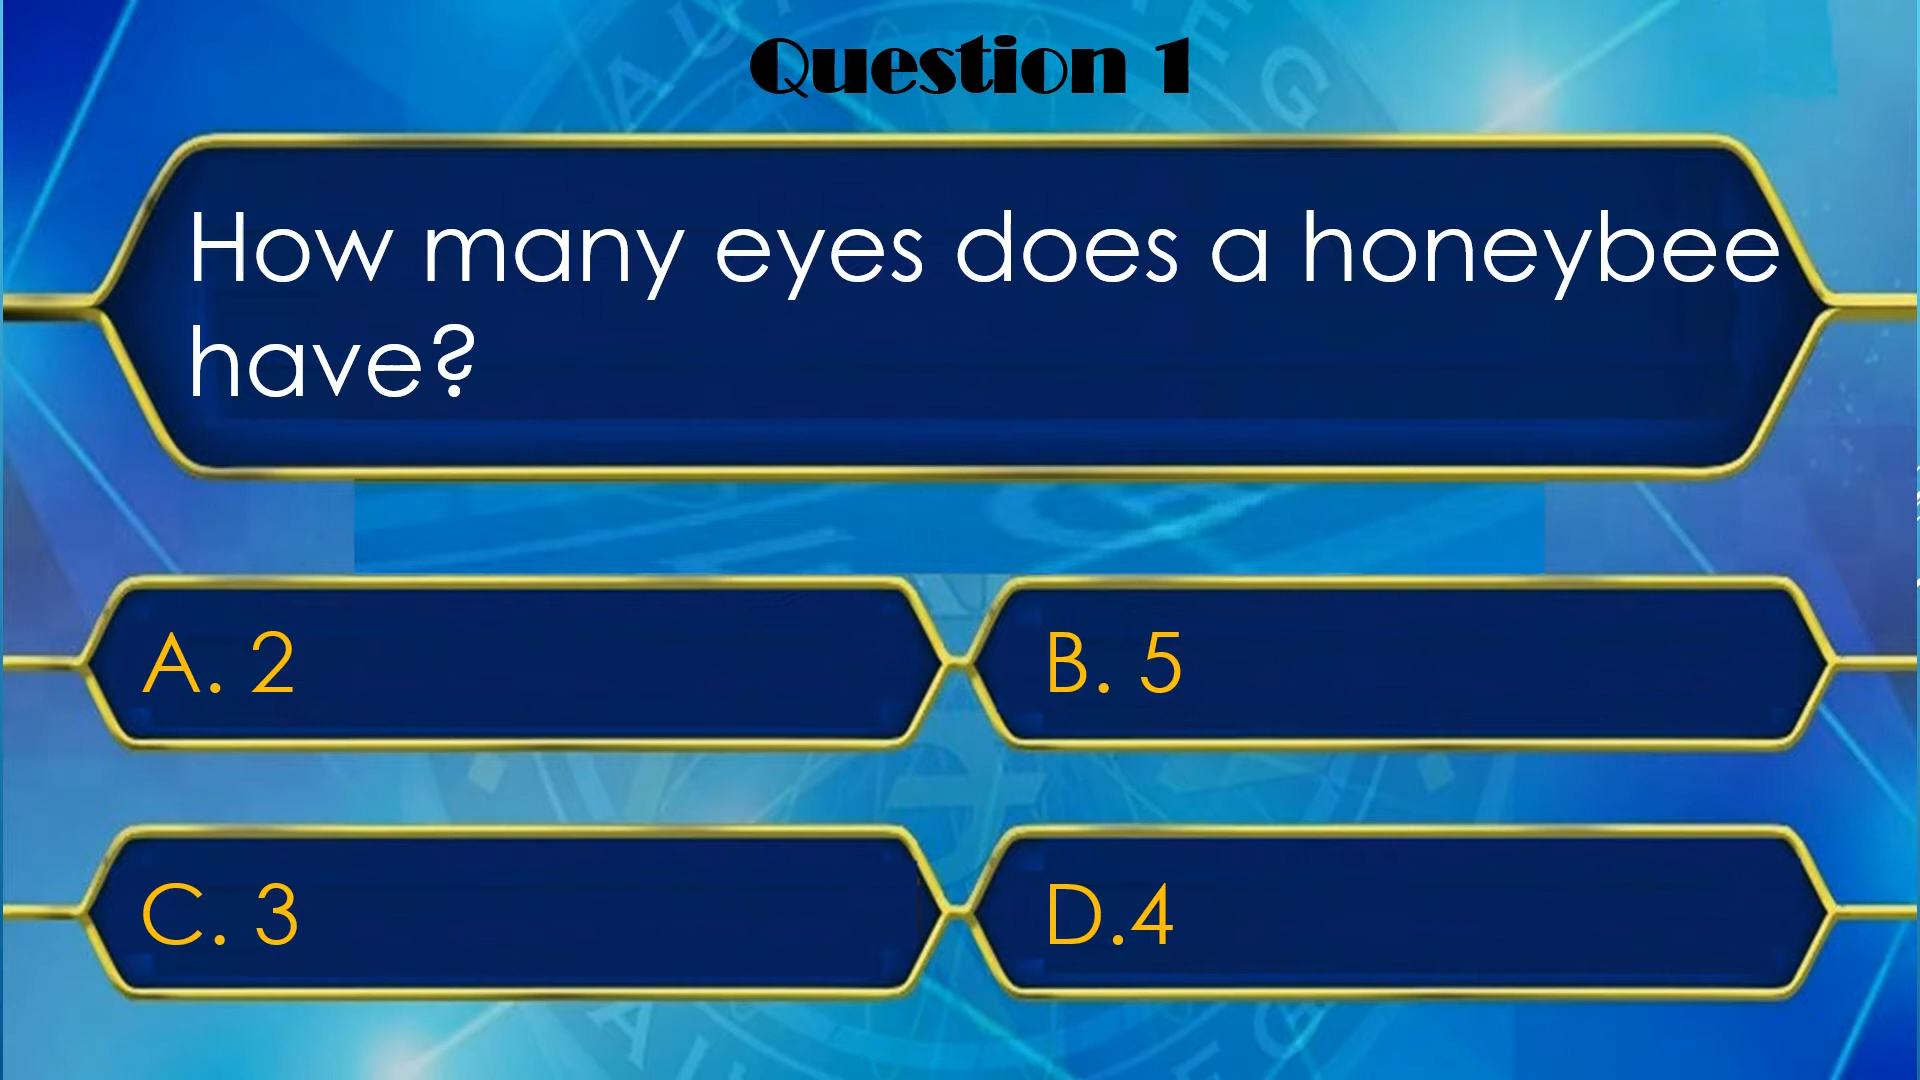 Question 1
How many eyes does a honeybee
have?
A. 2
B. 5
C. 3
D.4